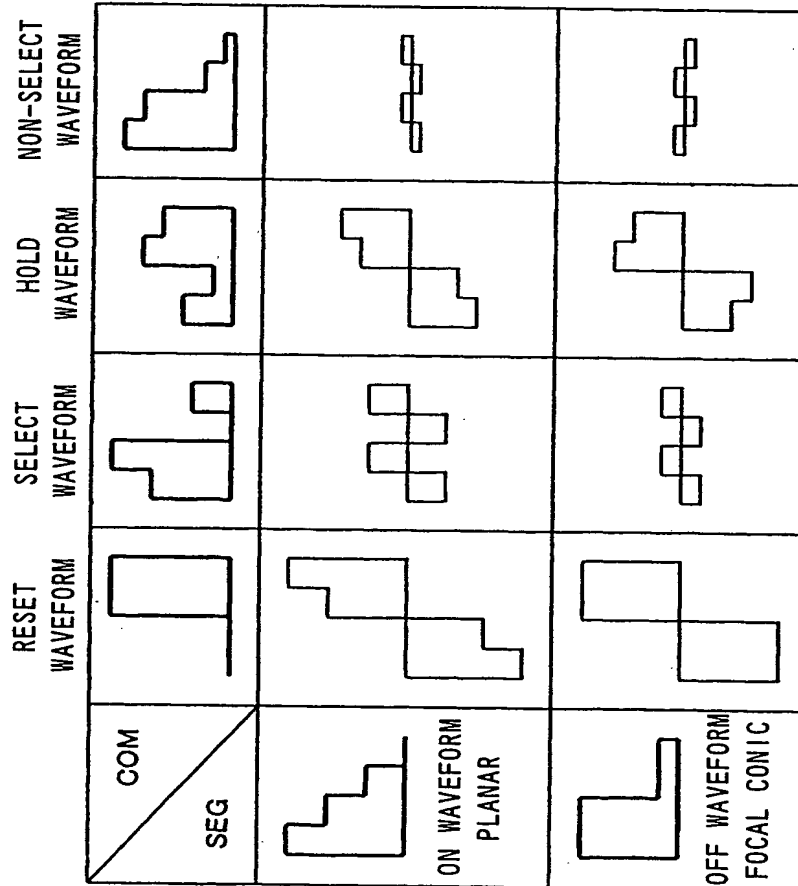 COM
SEG
RESET
WAVEFORM
SELECT
WAVEFORM
HOLD
WAVEFORM
NON-SELECT
WAVEFORM
ON WAVEFORM
PLANAR
OFF WAVEFORM
FOCAL CONIC